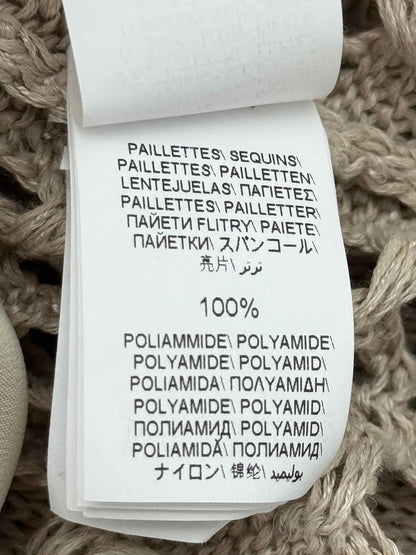 PAILLETTES\ SEQUINS\
PAILLETTES\ PAILLETTEN\
LENTEJUELAS\ ΠΑΓΙΕΤΕΣ\
PAILLETTES\ PAILLETTER\
ПАЙЕТИ FLITRY\ PAIETE\
ПАЙЕТКИ\ スパンコール\
亮片\ ترتر\
100%
POLIAMMIDE\ POLYAMIDE\
POLYAMIDE\ POLYAMID\
POLIAMIDA\ ΠΟΛΥΑΜΙΔΗ\
POLYAMIDE\ POLYAMID\
ПОЛИАМИД\ POLYAMID\
POLIAMIDĂ\ ПОЛИАМИД\
ナイロン\ 锦纶\ بوليميد\